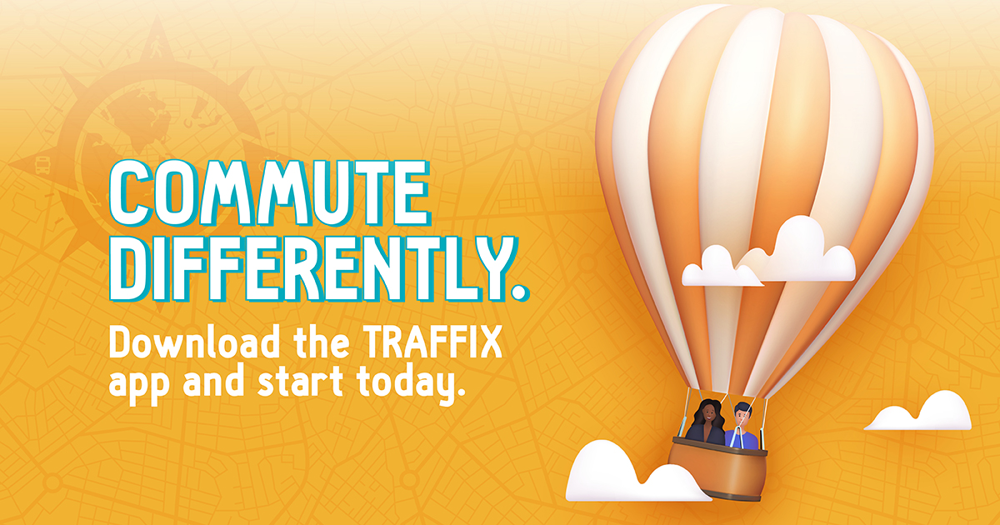 COMMUTE
DIFFERENTLY.
Download the TRAFFIX
app and start today.